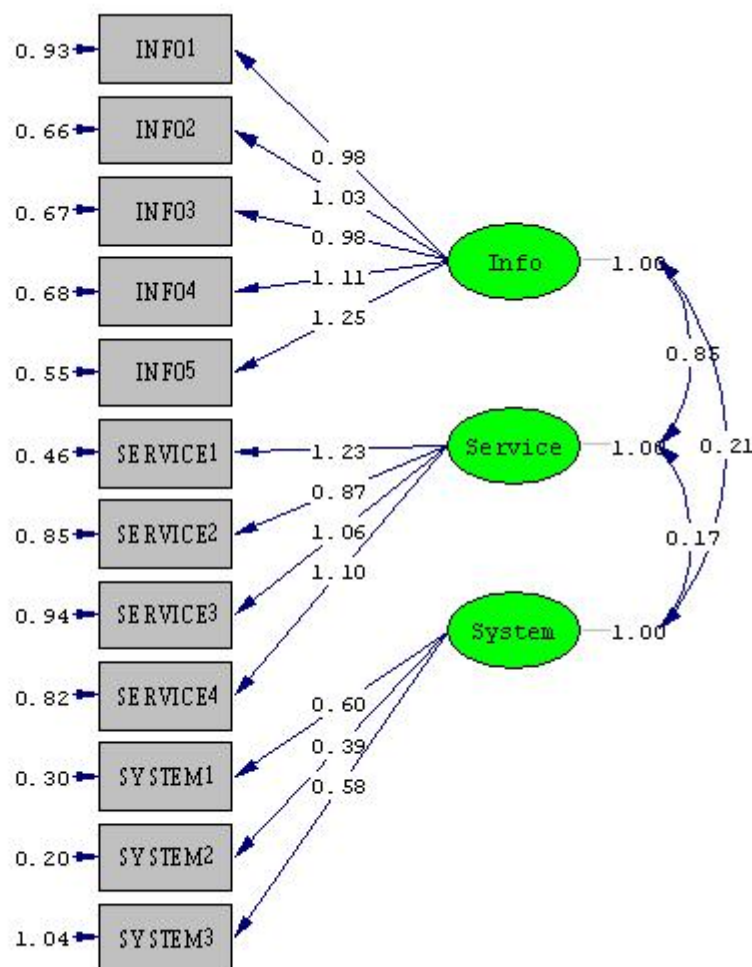 0.93 INFO1
0.66 INFO2
0.98
1.03
0.67 INFO3
0.98
Info 1.00
0.68 INFO4
1.11
1.25
0.55 INFO5
0.85
0.46 SERVICE1
1.23
Service 1.00
0.21
0.87
0.85 SERVICE2
1.06
0.17
1.10
0.94 SERVICE3
System 1.00
0.82 SERVICE4
0.60
0.39
0.30 SYSTEM1
0.58
0.20 SYSTEM2
1.04 SYSTEM3